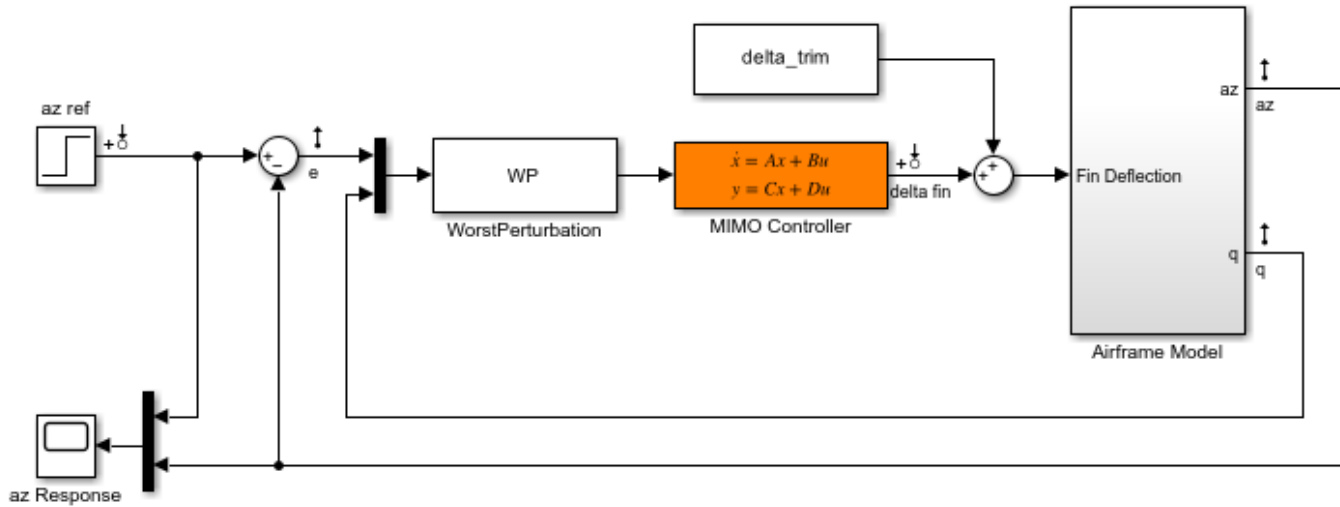 delta_trim
az ref
e
WP
WorstPerturbation
ẋ = Ax + Bu
y = Cx + Du
MIMO Controller
delta fin
Fin Deflection
az
az
q
q
Airframe Model
az Response